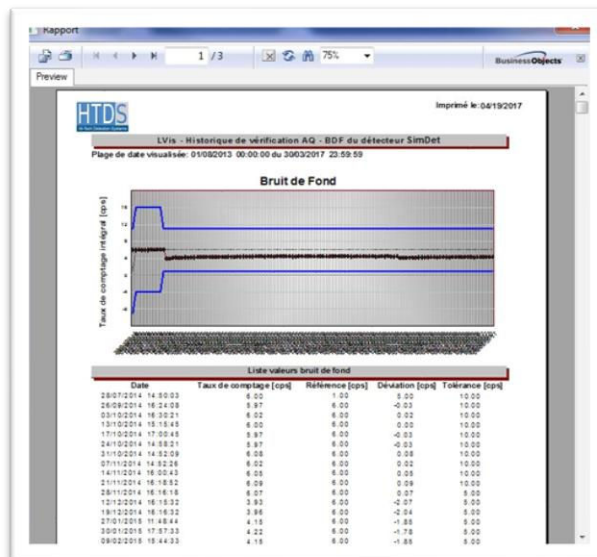 Rapport
1 / 3
75%
BusinessObjects
Preview
HTDS
Imprimé le: 04/19/2017
LVis - Historique de vérification AQ - BDF du détecteur SimDet
Plage de date visualisée: 01/08/2013 00:00:00 du 30/03/2017 23:59:59
Bruit de Fond
Taux de comptage intégral [cps]
16
12
8
4
0
-4
-8
Liste valeurs bruit de fond
Date Taux de comptage [cps] Référence [cps] Déviation [cps] Tolérance [cps]
28/07/2014 14:50:03 6.00 1.00 5.00 10.00
26/09/2014 16:24:08 5.97 6.00 -0.03 10.00
03/10/2014 16:30:21 6.02 6.00 0.02 10.00
13/10/2014 15:15:45 6.00 6.00 0.00 10.00
17/10/2014 17:00:45 5.97 6.00 -0.03 10.00
24/10/2014 14:58:21 5.97 6.00 -0.03 10.00
31/10/2014 14:52:09 6.08 6.00 0.08 10.00
07/11/2014 14:52:26 6.02 6.00 0.02 10.00
14/11/2014 16:00:43 6.05 6.00 0.05 10.00
21/11/2014 16:18:52 6.09 6.00 0.09 10.00
28/11/2014 16:16:18 6.07 6.00 0.07 5.00
12/12/2014 16:15:32 3.93 6.00 -2.07 5.00
19/12/2014 16:16:32 3.96 6.00 -2.04 5.00
27/01/2015 11:48:44 4.15 6.00 -1.85 5.00
30/01/2015 17:57:33 4.22 6.00 -1.78 5.00
09/02/2015 15:44:33 4.15 6.00 -1.85 5.00